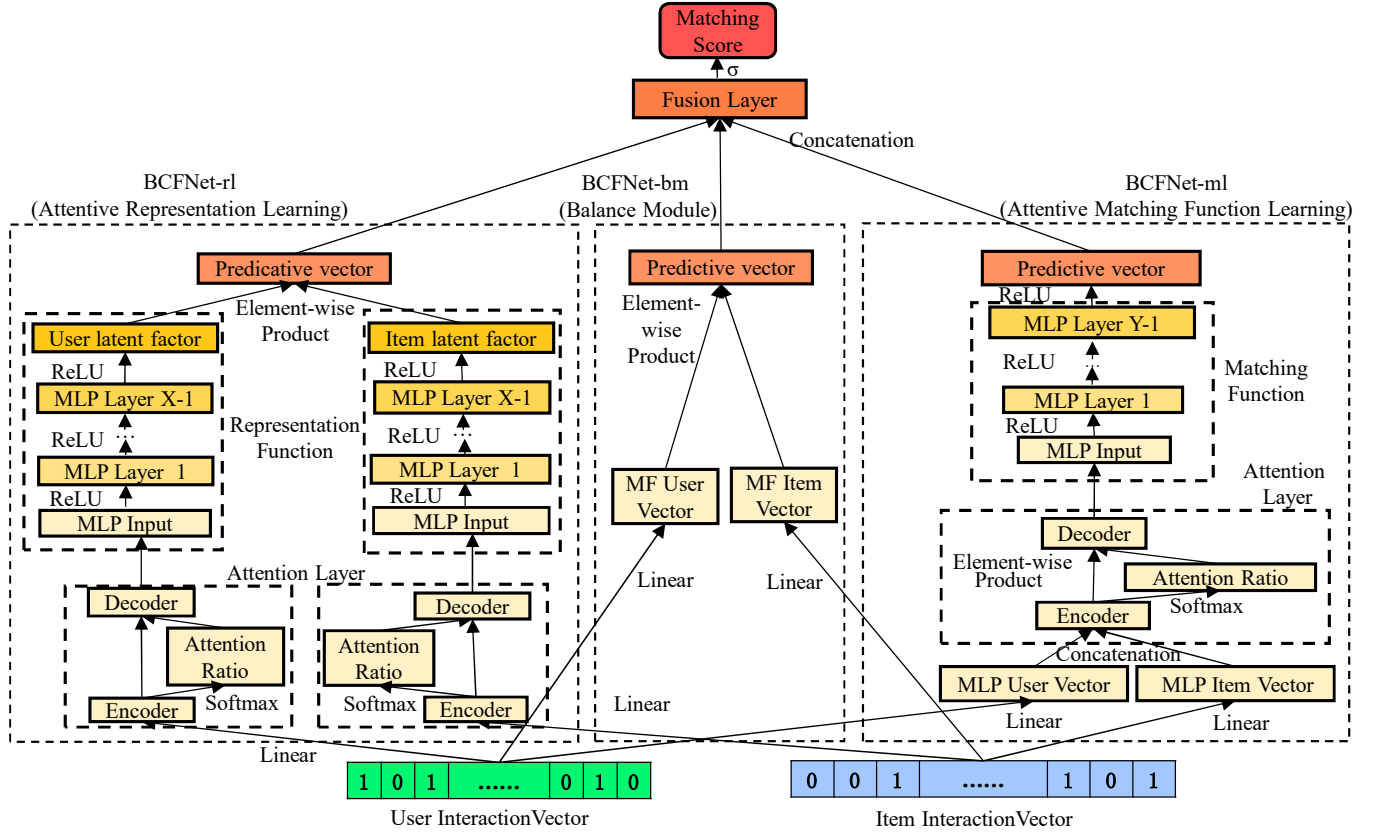 Matching
Score
σ
Fusion Layer
Concatenation
BCFNet-rl
(Attentive Representation Learning)
BCFNet-bm
(Balance Module)
BCFNet-ml
(Attentive Matching Function Learning)
Predicative vector
Element-wise
Product
User latent factor
ReLU
MLP Layer X-1
ReLU
...
MLP Layer 1
ReLU
MLP Input
Item latent factor
ReLU
MLP Layer X-1
ReLU
...
MLP Layer 1
ReLU
MLP Input
Representation
Function
Attention Layer
Decoder
Attention
Ratio
Softmax
Encoder
Decoder
Attention
Ratio
Softmax
Encoder
Predictive vector
Element-
wise
Product
MF User
Vector
MF Item
Vector
Linear
Linear
Linear
Linear
Predictive vector
ReLU
MLP Layer Y-1
ReLU
...
MLP Layer 1
ReLU
MLP Input
Matching
Function
Attention
Layer
Decoder
Element-wise
Product
Attention Ratio
Softmax
Encoder
Concatenation
MLP User Vector
MLP Item Vector
Linear
Linear
1 0 1 ...... 0 1 0
User InteractionVector
0 0 1 ...... 1 0 1
Item InteractionVector